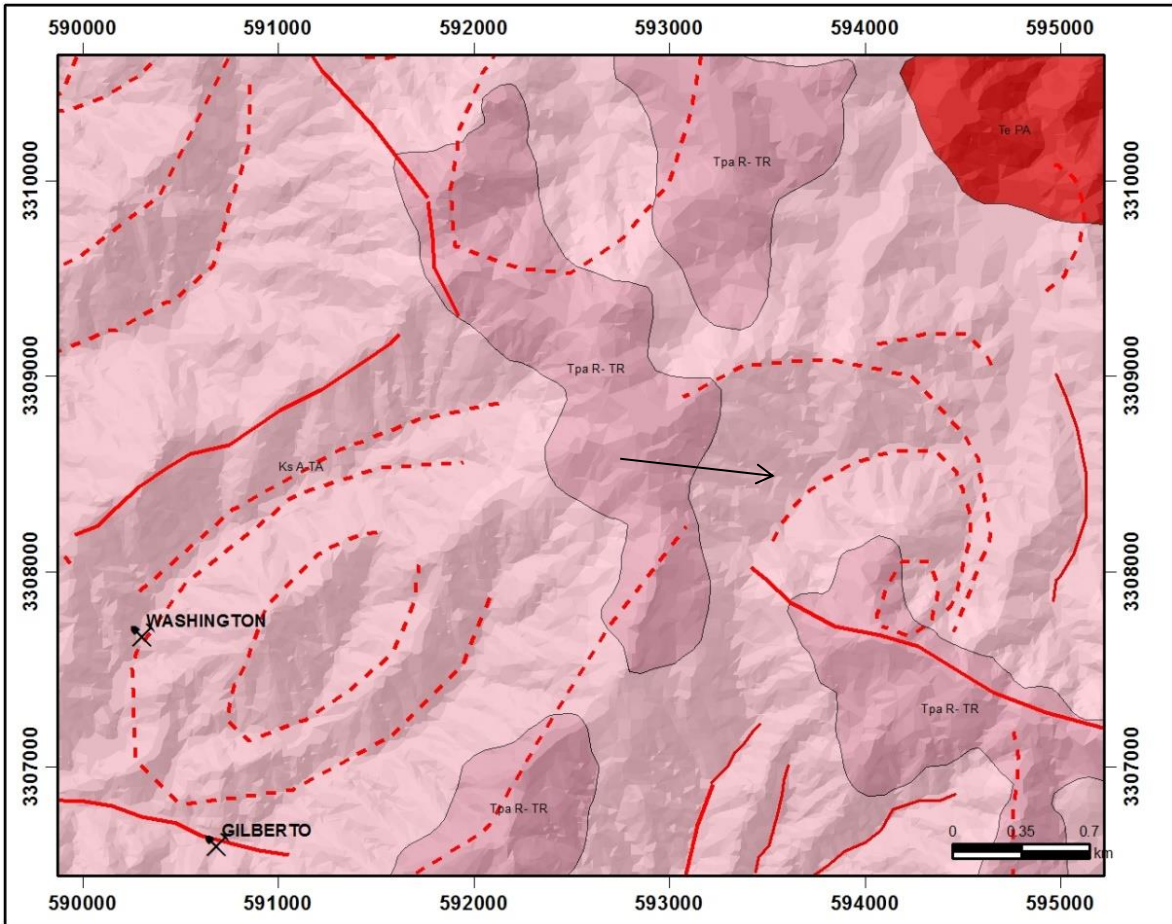 590000 591000 592000 593000 594000 595000
Te PA
Tpa R- TR
3310000 3310000
3309000 3309000
Tpa R- TR
Ks A-TA
3308000 3308000
WASHINGTON
Tpa R- TR
3307000 3307000
Tpa R- TR
GILBERTO
0 0.35 0.7
km
590000 591000 592000 593000 594000 595000